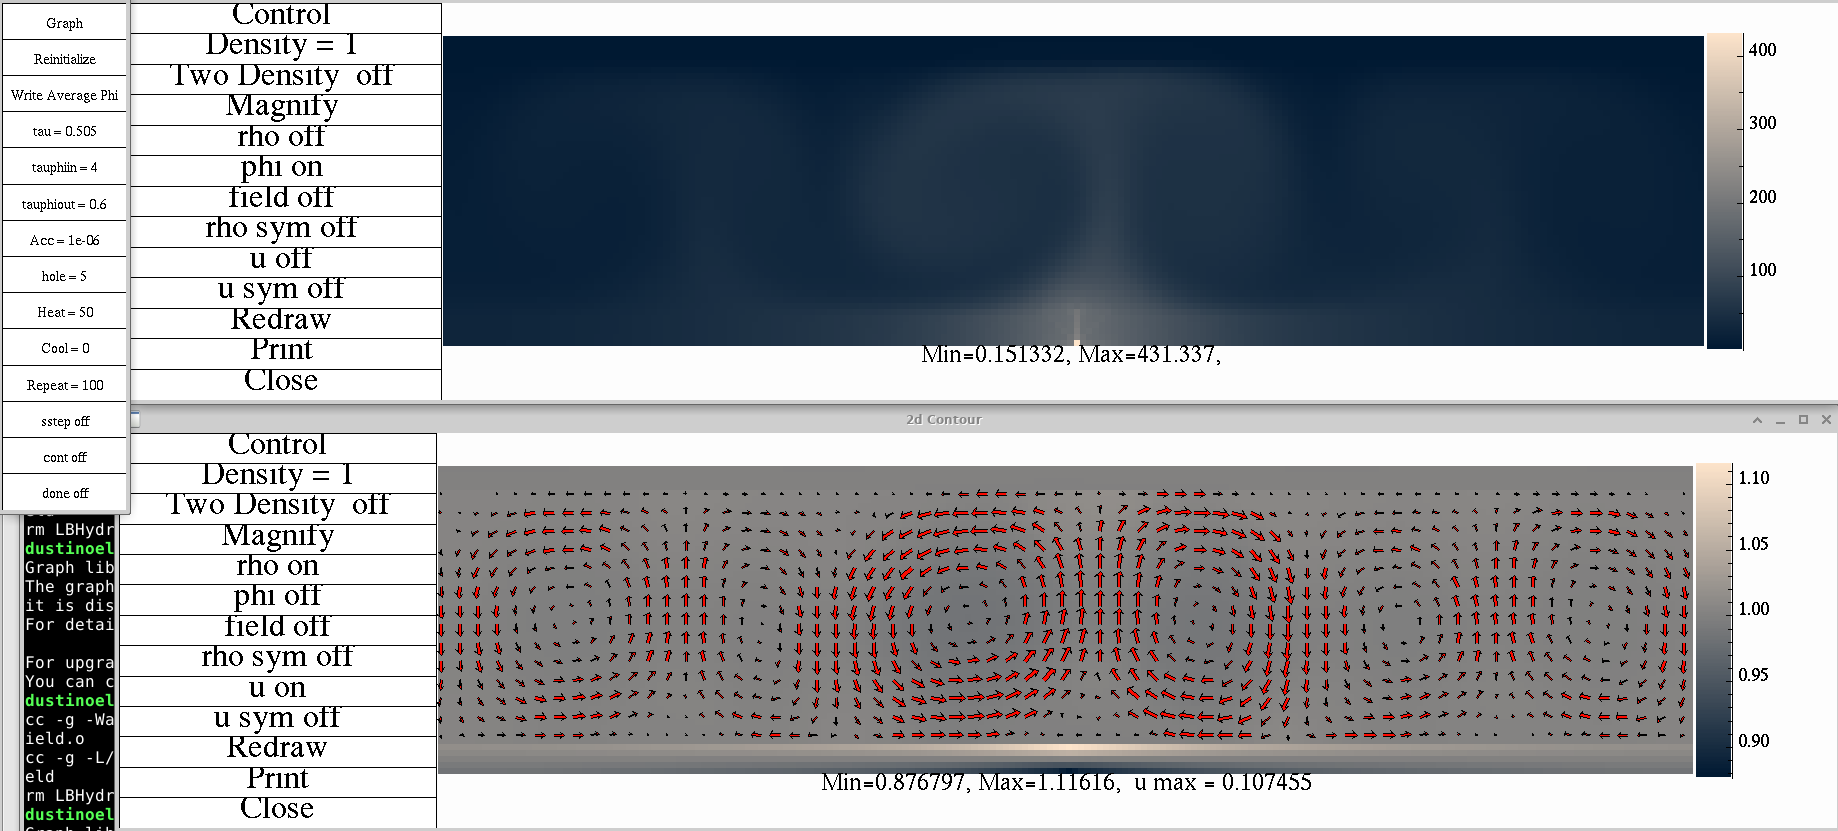 Graph
Reinitialize
Write Average Phi
tau = 0.505
tauphiin = 4
tauphiout = 0.6
Acc = 1e-06
hole = 5
Heat = 50
Cool = 0
Repeat = 100
sstep off
cont off
done off
Control
Density = 1
Two Density off
Magnify
rho off
phi on
field off
rho sym off
u off
u sym off
Redraw
Print
Close
400
300
200
100
Min=0.151332, Max=431.337,
2d Contour
Control
Density = 1
Two Density off
Magnify
rho on
phi off
field off
rho sym off
u on
u sym off
Redraw
Print
Close
1.10
1.05
1.00
0.95
0.90
Min=0.876797, Max=1.11616, u max = 0.107455
rm LBHydr
dustinoel
Graph lib
The graph
it is dis
For detai
For upgra
You can c
dustinoel
cc -g -Wa
ield.o
cc -g -L/
eld
rm LBHydr
dustinoel